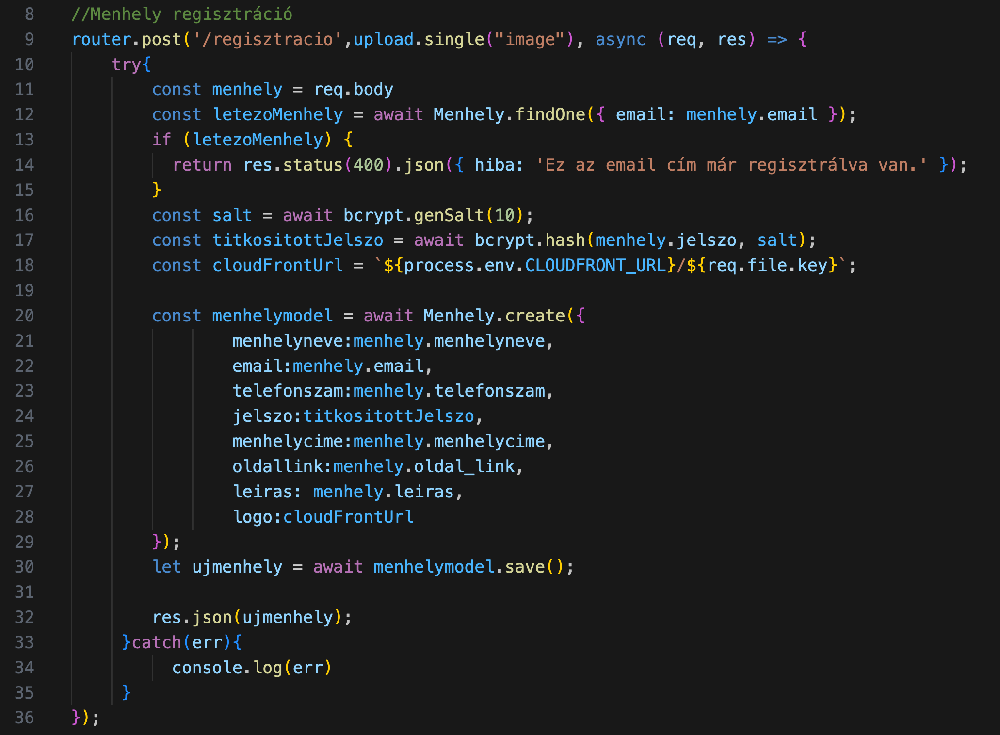 8 //Menhely regisztráció
9 router.post('/regisztracio',upload.single("image"), async (req, res) => {
10 try{
11 const menhely = req.body
12 const letezoMenhely = await Menhely.findOne({ email: menhely.email });
13 if (letezoMenhely) {
14 return res.status(400).json({ hiba: 'Ez az email cím már regisztrálva van.' });
15 }
16 const salt = await bcrypt.genSalt(10);
17 const titkositottJelszo = await bcrypt.hash(menhely.jelszo, salt);
18 const cloudFrontUrl = `${process.env.CLOUDFRONT_URL}/${req.file.key}`;
19
20 const menhelymodel = await Menhely.create({
21 menhelyneve:menhely.menhelyneve,
22 email:menhely.email,
23 telefonszam:menhely.telefonszam,
24 jelszo:titkositottJelszo,
25 menhelycime:menhely.menhelycime,
26 oldallink:menhely.oldal_link,
27 leiras: menhely.leiras,
28 logo:cloudFrontUrl
29 });
30 let ujmenhely = await menhelymodel.save();
31
32 res.json(ujmenhely);
33 }catch(err){
34 console.log(err)
35 }
36 });